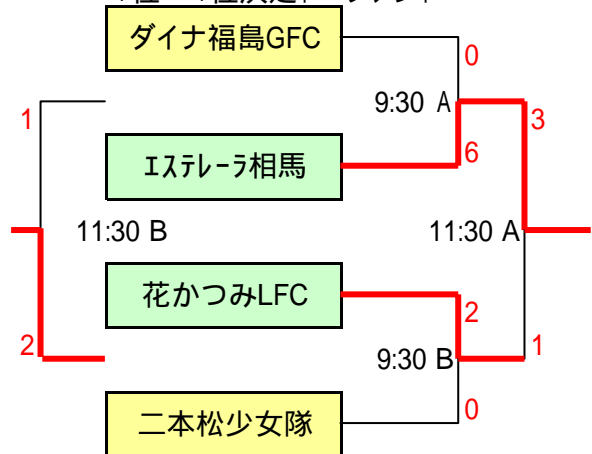 ダイナ福島GFC
0
1
9:30 A
3
エステレーラ相馬
6
11:30 B
11:30 A
花かつみLFC
2
2
9:30 B
1
0
二本松少女隊